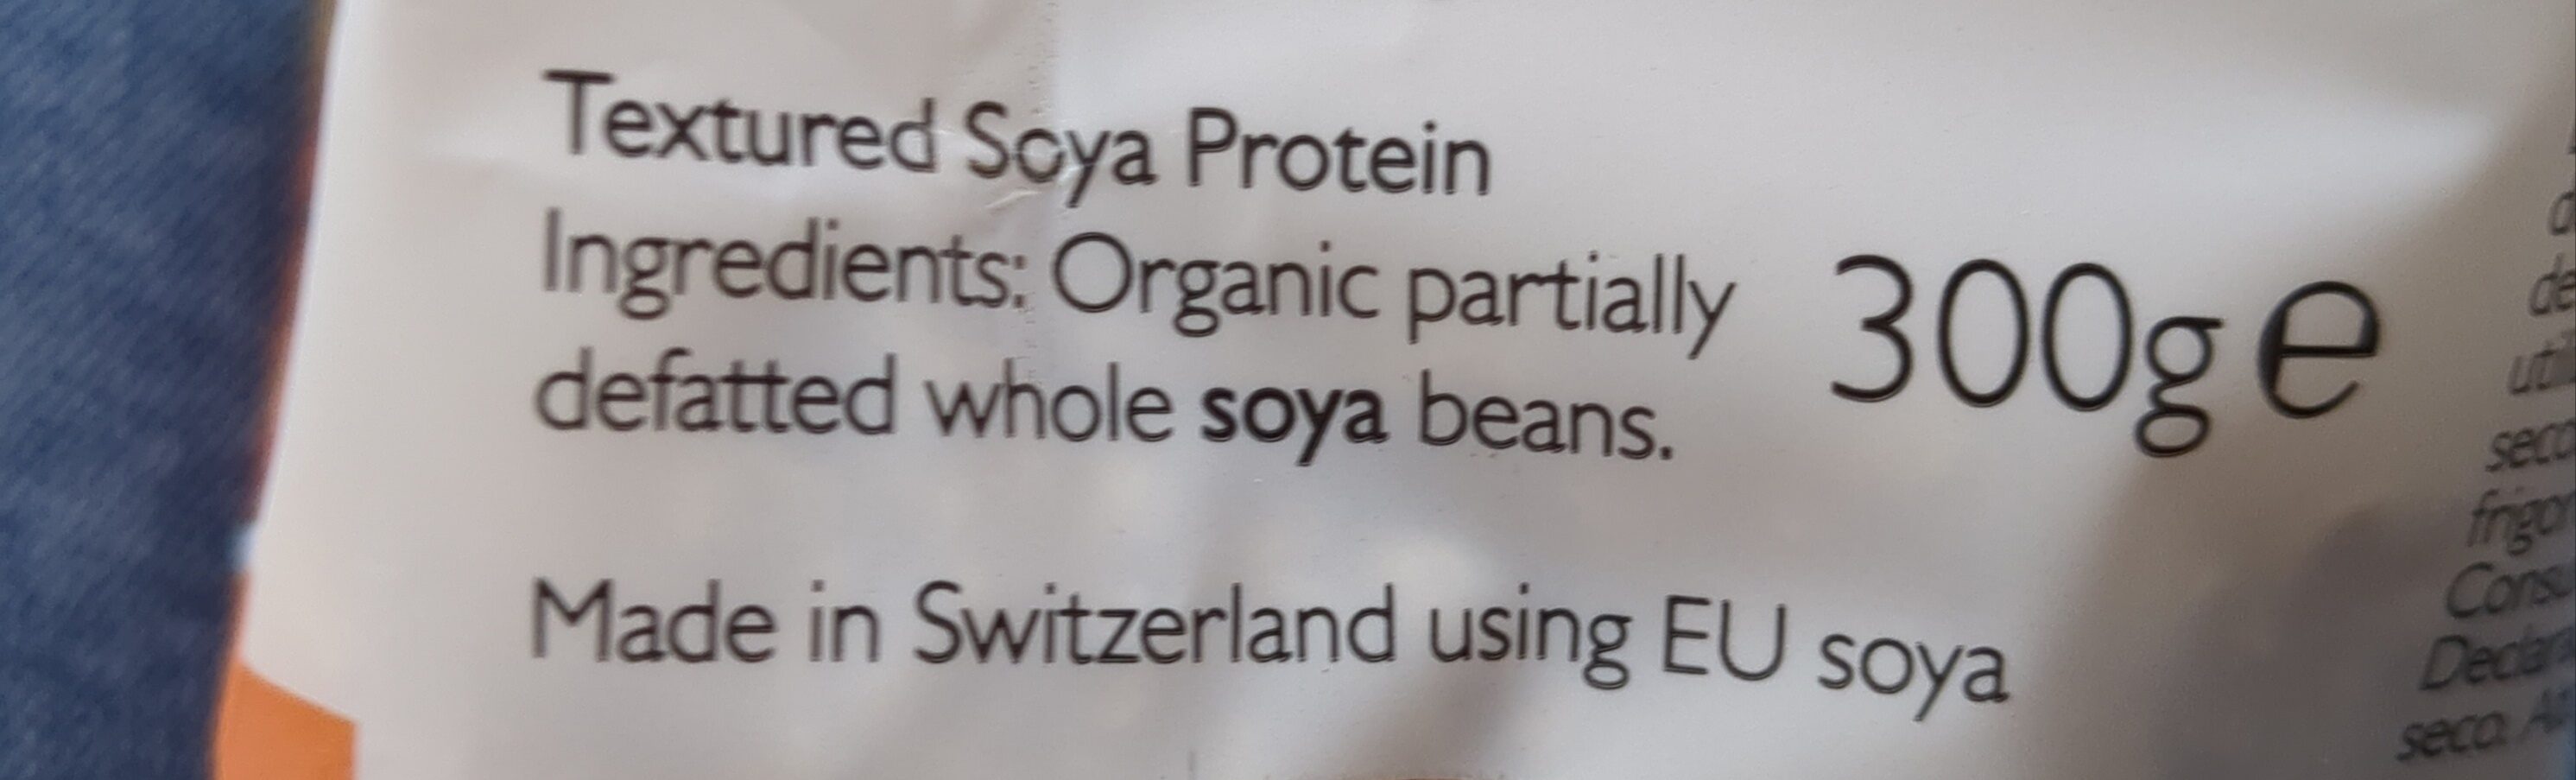 Textured Soya Protein
Ingredients: Organic partially
defatted whole soya beans.
300g e
Made in Switzerland using EU soya